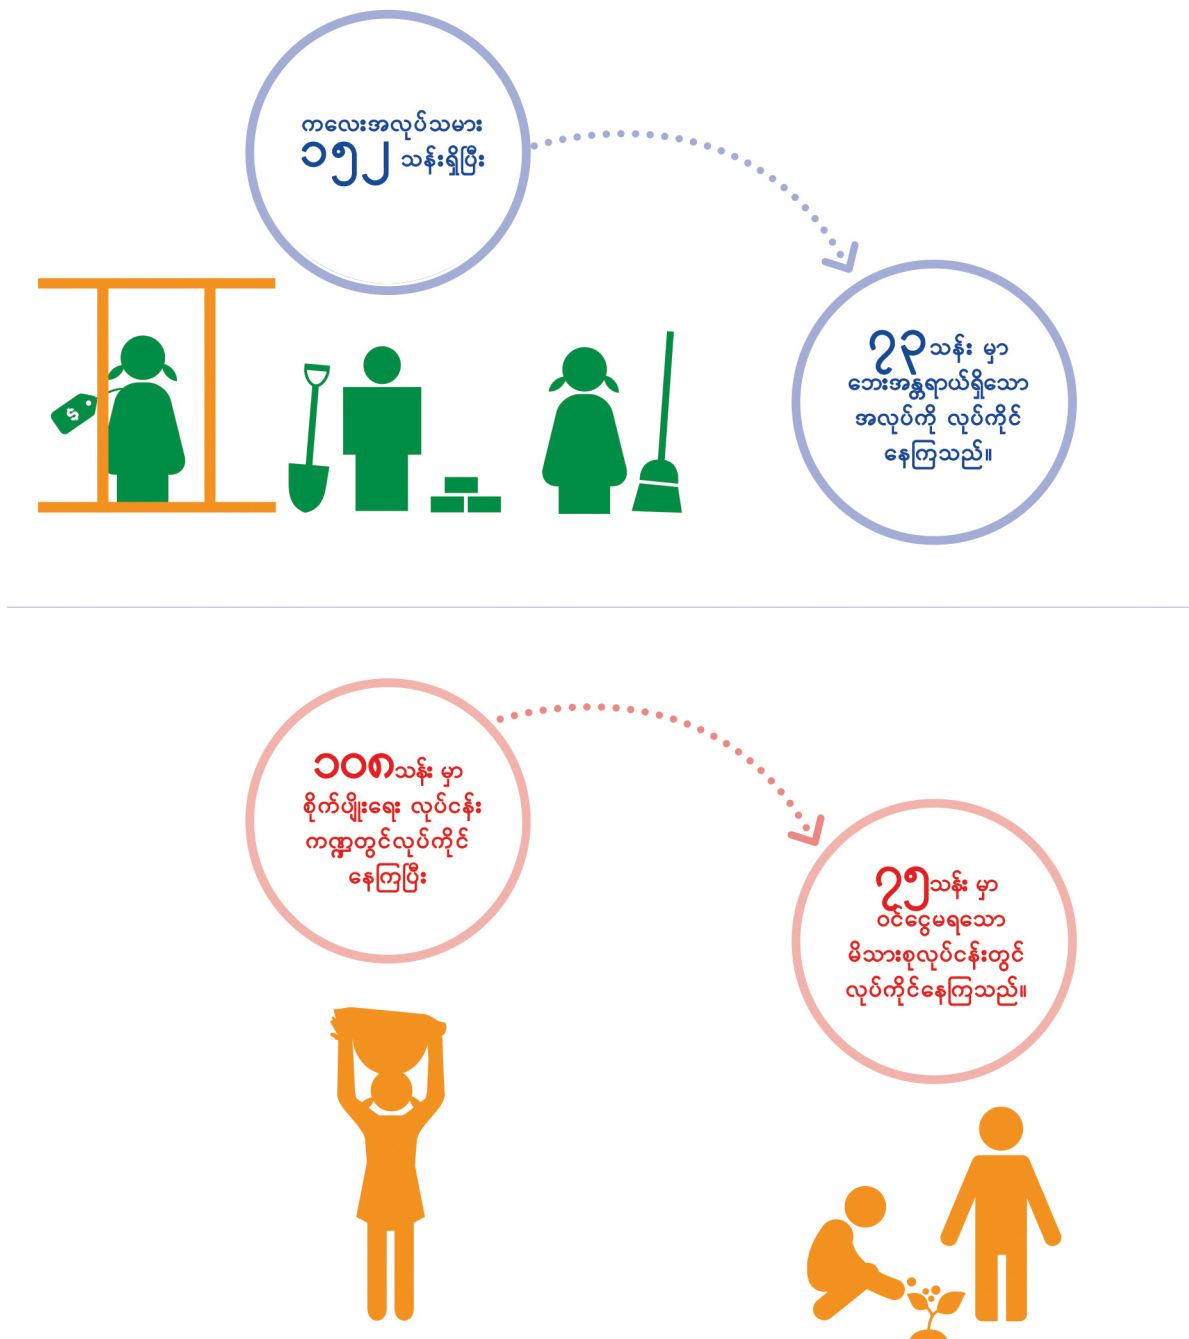 ကလေးအလုပ်သမား
၁၅၂ သန်းရှိပြီး
$
၇၃သန်း မှာ
ဘေးအန္တရာယ်ရှိသော
အလုပ်ကို လုပ်ကိုင်
နေကြသည်။
၁၀၈သန်း မှာ
စိုက်ပျိုးရေး လုပ်ငန်း
ကဏ္ဍတွင်လုပ်ကိုင်
နေကြပြီး
၇၅သန်း မှာ
ဝင်ငွေမရသော
မိသားစုလုပ်ငန်းတွင်
လုပ်ကိုင်နေကြသည်။